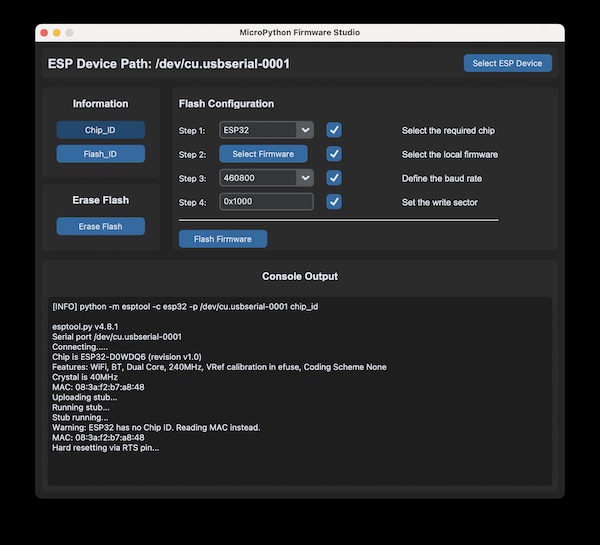 MicroPython Firmware Studio
ESP Device Path: /dev/cu.usbserial-0001
Select ESP Device
Information
Chip_ID
Flash_ID
Erase Flash
Erase Flash
Flash Configuration
Step 1: ESP32 Select the required chip
Step 2: Select Firmware Select the local firmware
Step 3: 460800 Define the baud rate
Step 4: 0x1000 Set the write sector
Flash Firmware
Console Output
[INFO] python -m esptool -c esp32 -p /dev/cu.usbserial-0001 chip_id
esptool.py v4.8.1
Serial port /dev/cu.usbserial-0001
Connecting.....
Chip is ESP32-D0WDQ6 (revision v1.0)
Features: WiFi, BT, Dual Core, 240MHz, VRef calibration in efuse, Coding Scheme None
Crystal is 40MHz
MAC: 08:3a:f2:b7:a8:48
Uploading stub...
Running stub...
Stub running...
Warning: ESP32 has no Chip ID. Reading MAC instead.
MAC: 08:3a:f2:b7:a8:48
Hard resetting via RTS pin...